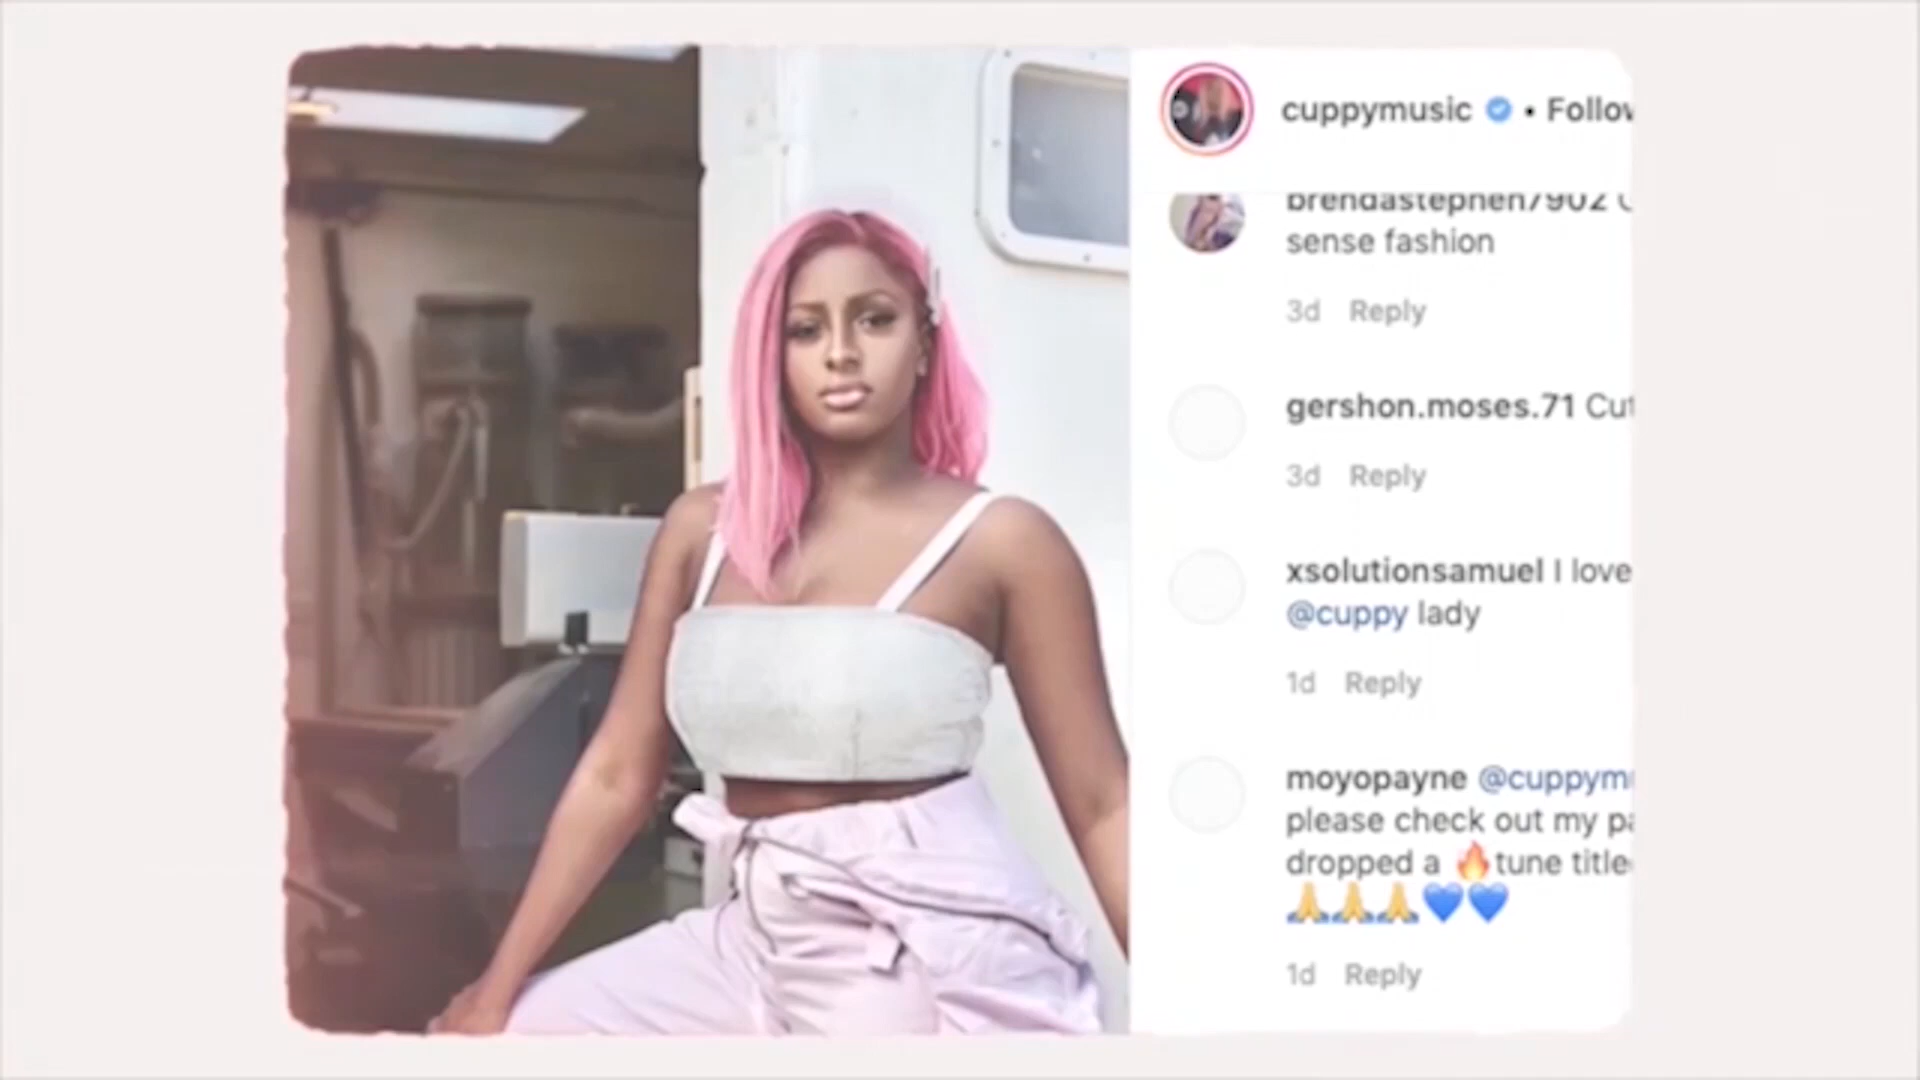 cuppymusic • Follow
brendastephen7902
sense fashion
3d Reply
gershon.moses.71
3d Reply
xsolutionsamuel I love
@cuppy lady
1d Reply
moyopayne
please check out my
dropped a 🔥tune
🙏🙏🙏💙💙
1d Reply